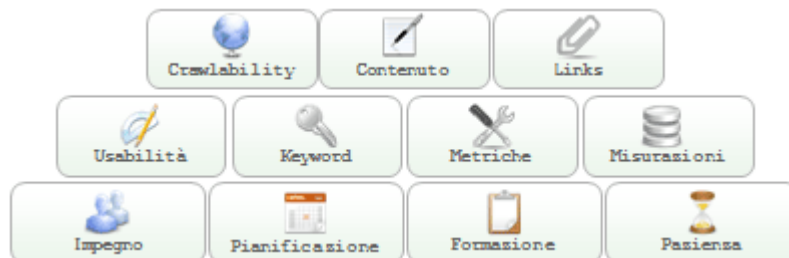 Crawlability Contenuto Links
Usabilità Keyword Metriche Misurazioni
Impegno Pianificazione Formazione Pazienza